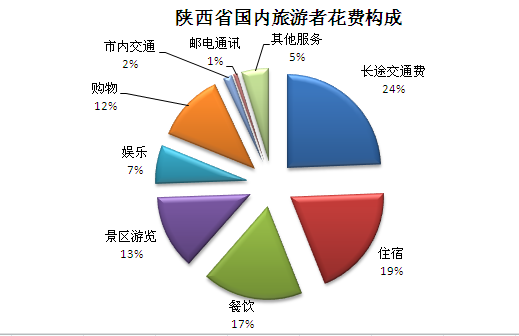 陕西省国内旅游者花费构成
其他服务
5%
邮电通讯
1%
市内交通
2%
长途交通费
24%
购物
12%
娱乐
7%
景区游览
13%
住宿
19%
餐饮
17%